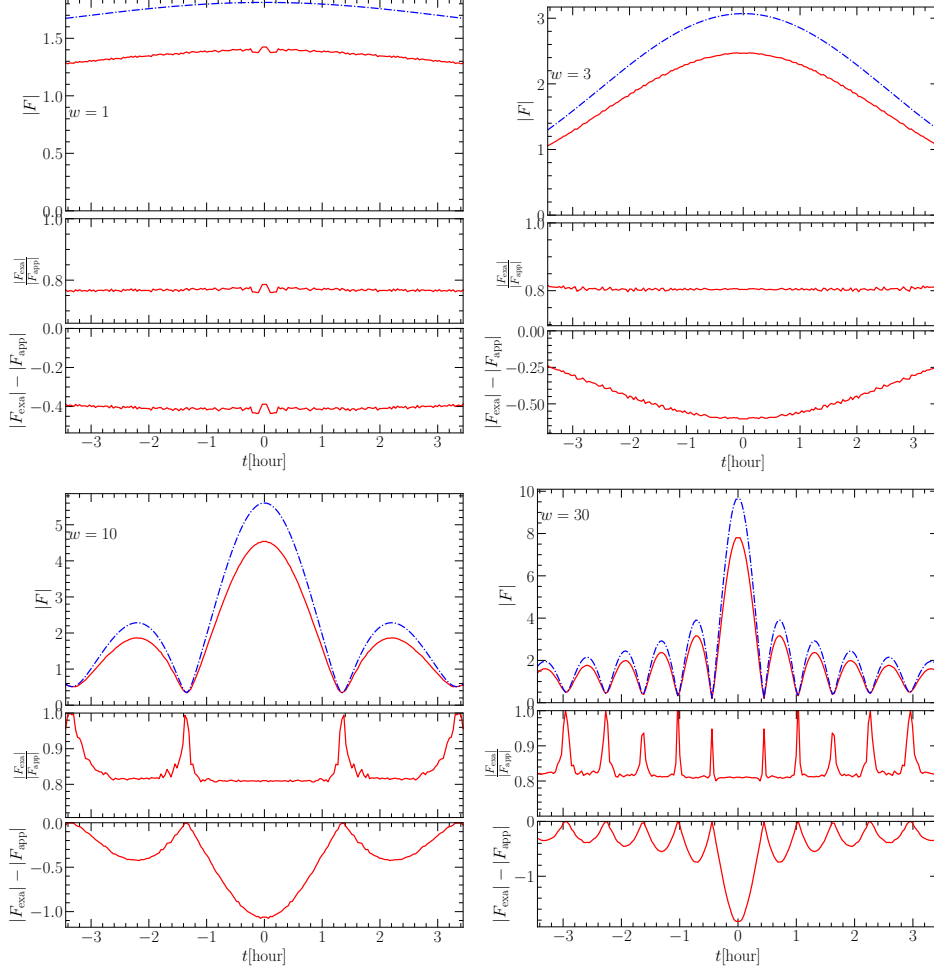 1.5
1.0
0.5
0.0
|F|
w = 1
1.0
0.8
|F_exa|
|F_app|
0.0
−0.2
−0.4
|F_exa| − |F_app|
−3 −2 −1 0 1 2 3
t[hour]
3
2
1
0
|F|
w = 3
1.0
0.8
|F_exa|
|F_app|
0.00
−0.25
−0.50
|F_exa| − |F_app|
−3 −2 −1 0 1 2 3
t[hour]
5
4
3
2
1
0
|F|
w = 10
1.0
0.9
0.8
|F_exa|
|F_app|
0.0
−0.5
−1.0
|F_exa| − |F_app|
−3 −2 −1 0 1 2 3
t[hour]
10
8
6
4
2
0
|F|
w = 30
1.0
0.9
0.8
|F_exa|
|F_app|
0
−1
|F_exa| − |F_app|
−3 −2 −1 0 1 2 3
t[hour]